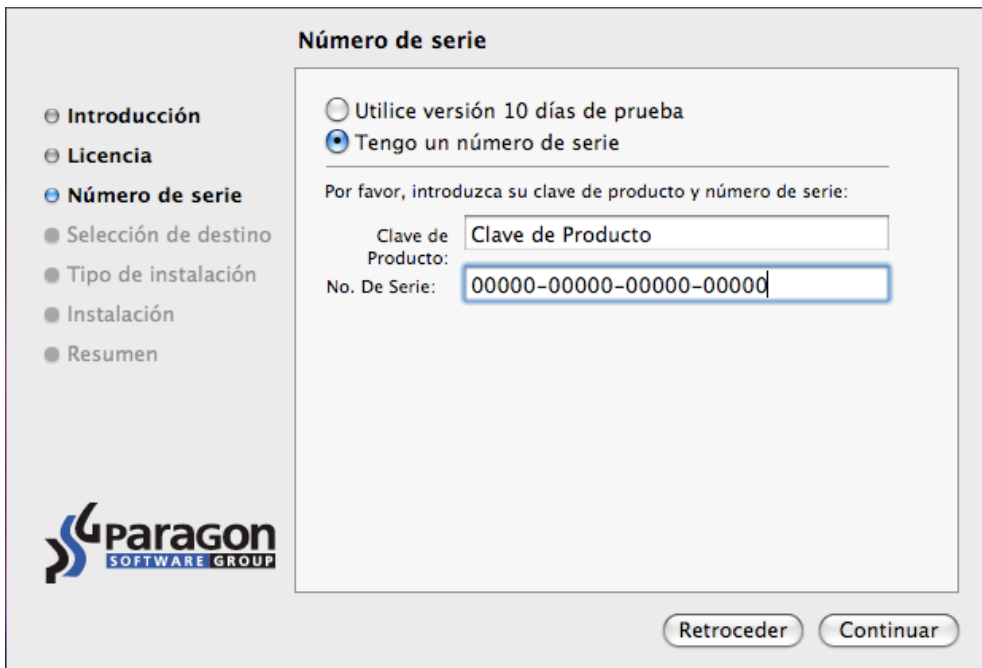 Número de serie
Introducción
Licencia
Número de serie
Selección de destino
Tipo de instalación
Instalación
Resumen
Utilice versión 10 días de prueba
Tengo un número de serie
Por favor, introduzca su clave de producto y número de serie:
Clave de Producto:
Clave de Producto
No. De Serie:
00000-00000-00000-00000
Paragon
SOFTWARE GROUP
Retroceder
Continuar